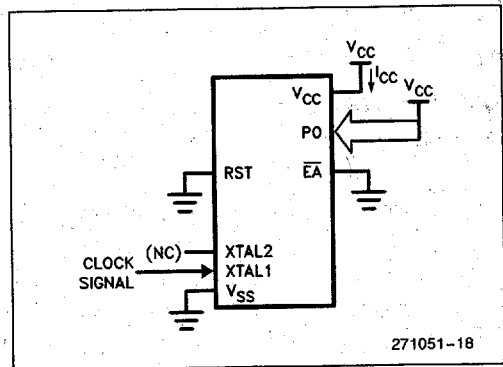 VCC
ICC
VCC
VCC
P0
RST
EA
(NC)
XTAL2
CLOCK
SIGNAL
XTAL1
VSS
271051-18